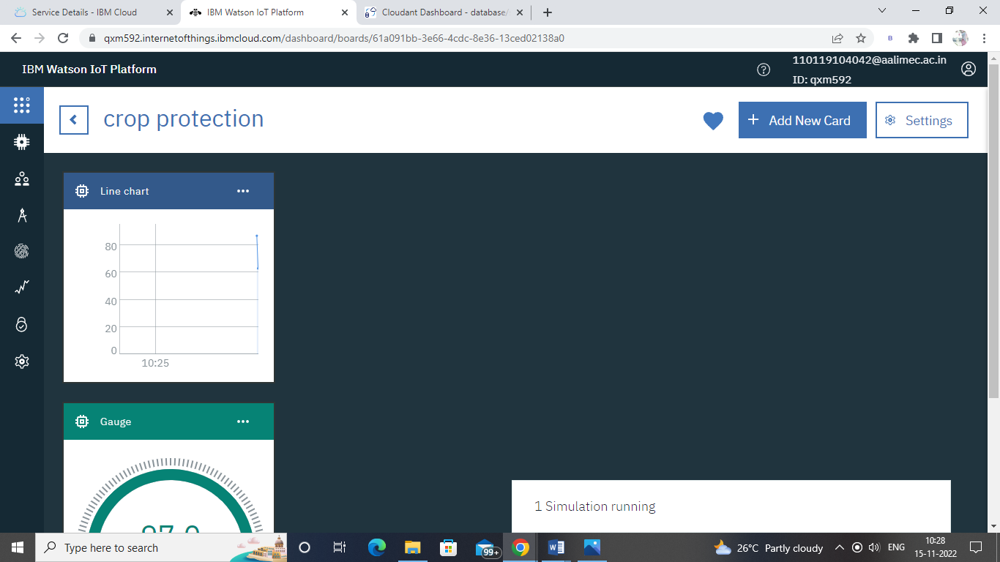 Service Details - IBM Cloud
IBM Watson IoT Platform
Cloudant Dashboard - database/
qxm592.internetofthings.ibmcloud.com/dashboard/boards/61a091bb-3e66-4cdc-8e36-13ced02138a0
B
IBM Watson IoT Platform
110119104042@aalimec.ac.in
ID: qxm592
crop protection
Add New Card
Settings
Line chart
80
60
40
20
0
10:25
Gauge
1 Simulation running
Type here to search
99+
26°C Partly cloudy
ENG
10:28
15-11-2022